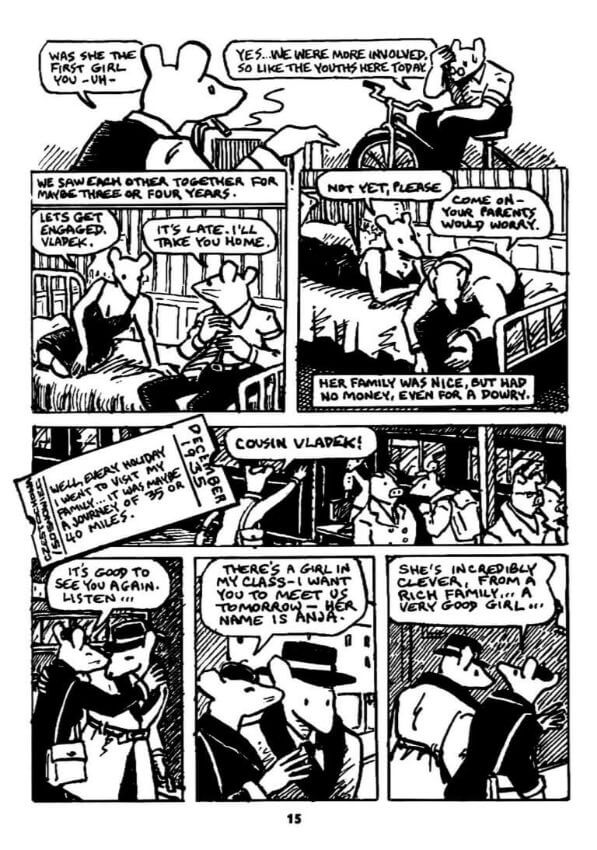 WAS SHE THE
FIRST GIRL
YOU -UH-
YES...WE WERE MORE INVOLVED,
SO LIKE THE YOUTHS HERE TODAY.
WE SAW EACH OTHER TOGETHER FOR
MAYBE THREE OR FOUR YEARS.
LETS GET
ENGAGED,
VLADEK.
IT'S LATE. I'LL
TAKE YOU HOME.
NOT YET, PLEASE
COME ON-
YOUR PARENTS
WOULD WORRY.
HER FAMILY WAS NICE, BUT HAD
NO MONEY, EVEN FOR A DOWRY.
CZESTOCHOWA
/SOSNOWIEC
WELL, EVERY HOLIDAY
I WENT TO VISIT MY
FAMILY... IT WAS MAYBE
A JOURNEY OF 35 OR
40 MILES.
DECEMBER
1935
COUSIN VLADEK!
IT'S GOOD TO
SEE YOU AGAIN.
LISTEN ...
THERE'S A GIRL IN
MY CLASS-I WANT
YOU TO MEET US
TOMORROW - HER
NAME IS ANJA.
SHE'S INCREDIBLY
CLEVER, FROM A
RICH FAMILY... A
VERY GOOD GIRL...
15